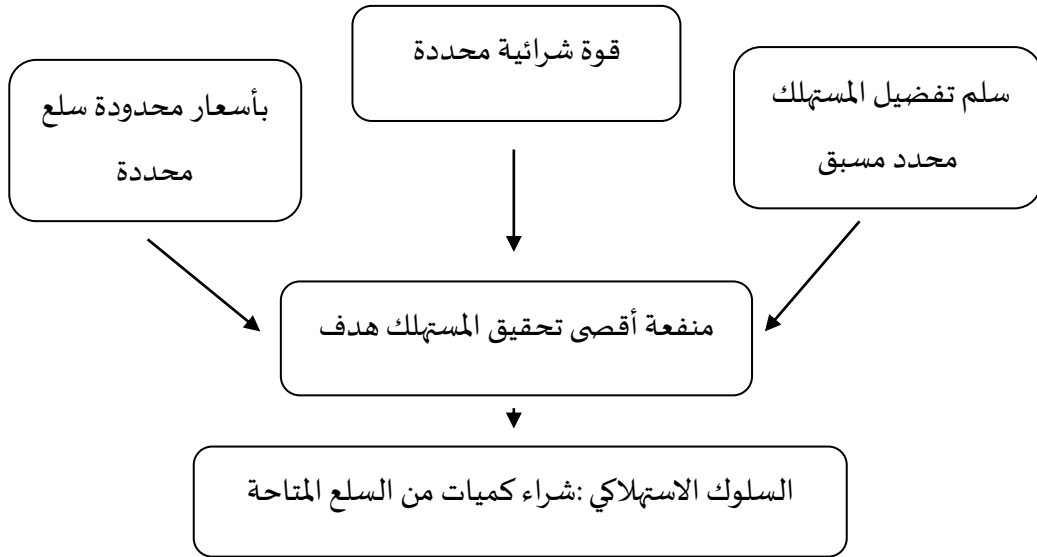 قوة شرائية محددة
سلم تفضيل المستهلك
محدد مسبق
بأسعار محدودة سلع
محددة
منفعة أقصى تحقيق المستهلك هدف
السلوك الاستهلاكي :شراء كميات من السلع المتاحة